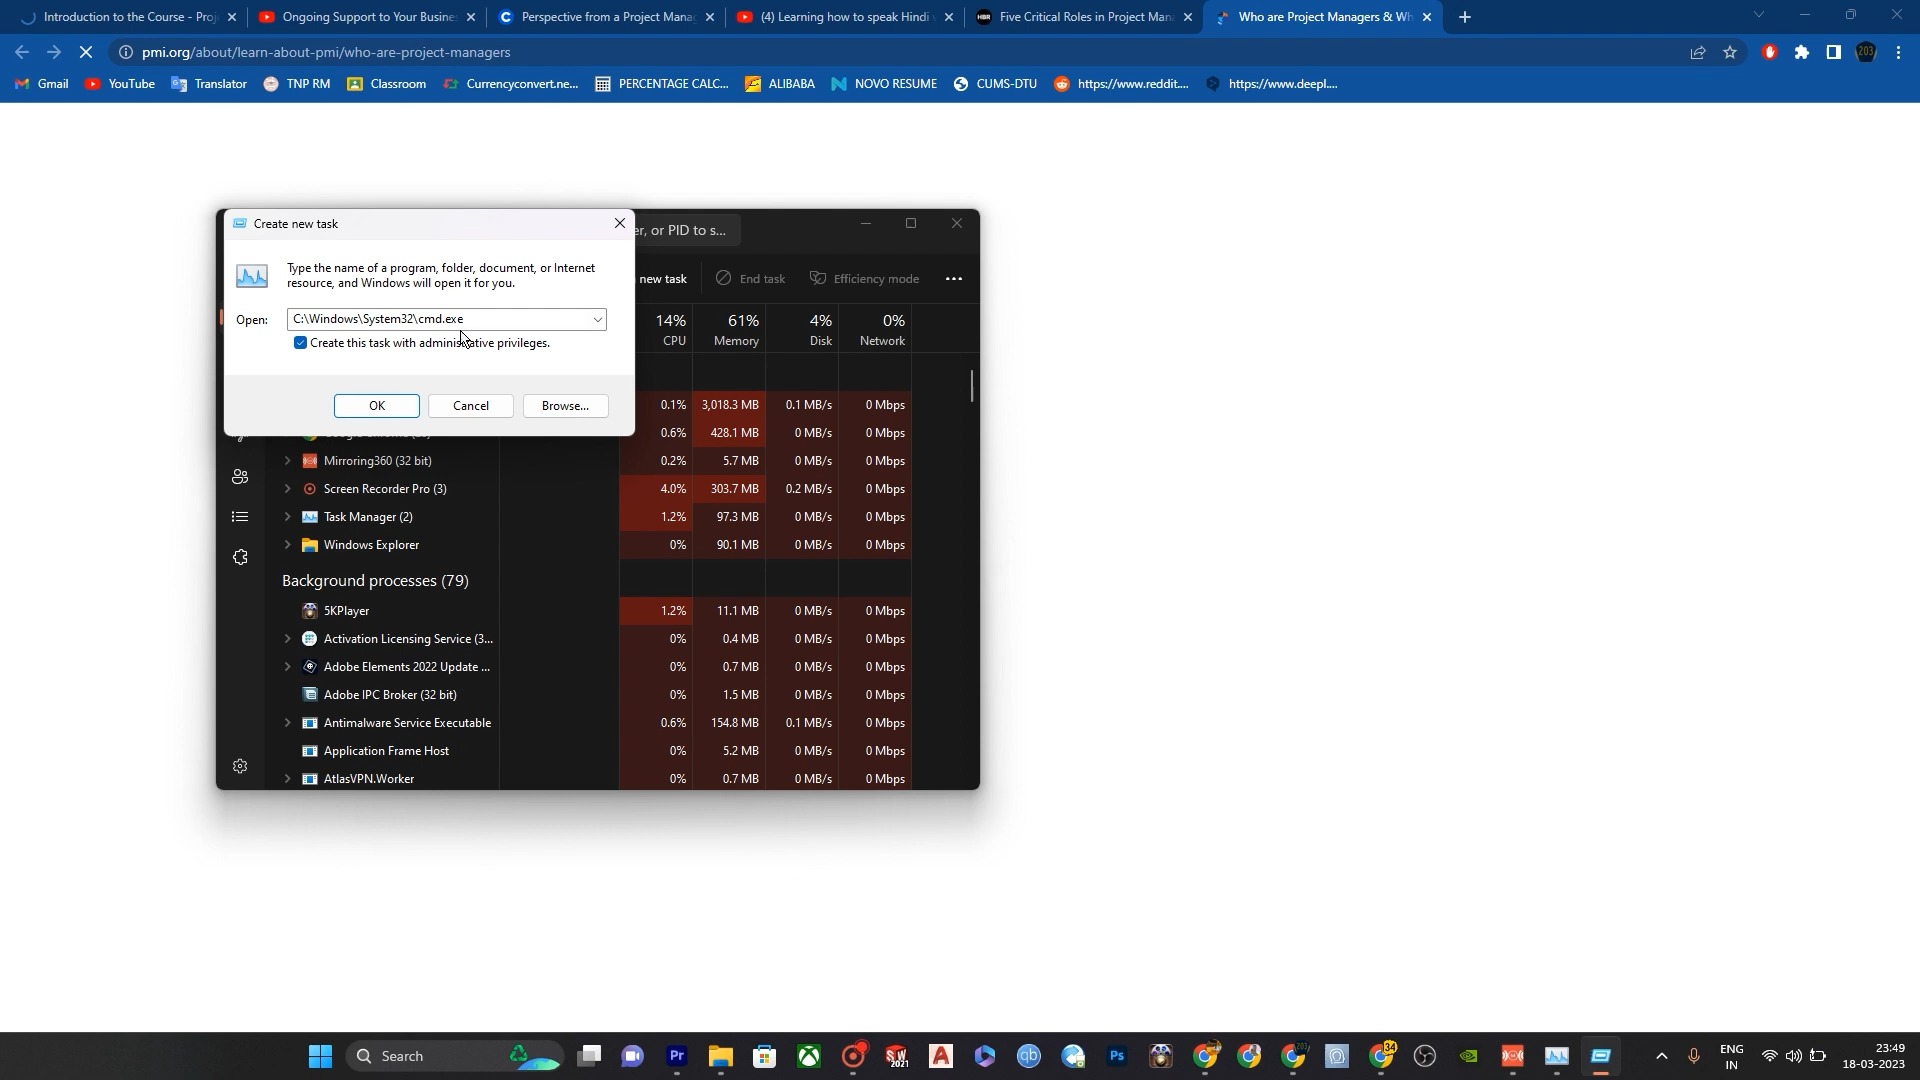 Introduction to the Course - Proj
Ongoing Support to Your Busine
Perspective from a Project Manag
(4) Learning how to speak Hindi
Five Critical Roles in Project Man
Who are Project Managers & Wh
pmi.org/about/learn-about-pmi/who-are-project-managers
203
Gmail
YouTube
Translator
TNP RM
Classroom
Currencyconvert.ne...
PERCENTAGE CALC...
ALIBABA
NOVO RESUME
CUMS-DTU
https://www.reddit....
https://www.deepl....
Create new task
er, or PID to s...
Type the name of a program, folder, document, or Internet
resource, and Windows will open it for you.
new task
End task
Efficiency mode
Open:
C:\Windows\System32\cmd.exe
Create this task with administrative privileges.
OK
Cancel
Browse...
14% 61% 4% 0%
CPU Memory Disk Network
0.1% 3,018.3 MB 0.1 MB/s 0 Mbps
0.6% 428.1 MB 0 MB/s 0 Mbps
Mirroring360 (32 bit) 0.2% 5.7 MB 0 MB/s 0 Mbps
Screen Recorder Pro (3) 4.0% 303.7 MB 0.2 MB/s 0 Mbps
Task Manager (2) 1.2% 97.3 MB 0 MB/s 0 Mbps
Windows Explorer 0% 90.1 MB 0 MB/s 0 Mbps
Background processes (79)
5KPlayer 1.2% 11.1 MB 0 MB/s 0 Mbps
Activation Licensing Service (3... 0% 0.4 MB 0 MB/s 0 Mbps
Adobe Elements 2022 Update ... 0% 0.7 MB 0 MB/s 0 Mbps
Adobe IPC Broker (32 bit) 0% 1.5 MB 0 MB/s 0 Mbps
Antimalware Service Executable 0.6% 154.8 MB 0.1 MB/s 0 Mbps
Application Frame Host 0% 5.2 MB 0 MB/s 0 Mbps
AtlasVPN.Worker 0% 0.7 MB 0 MB/s 0 Mbps
Search
Pr
SW
2021
A
qb
Ps
203
34
ENG
IN
23:49
18-03-2023